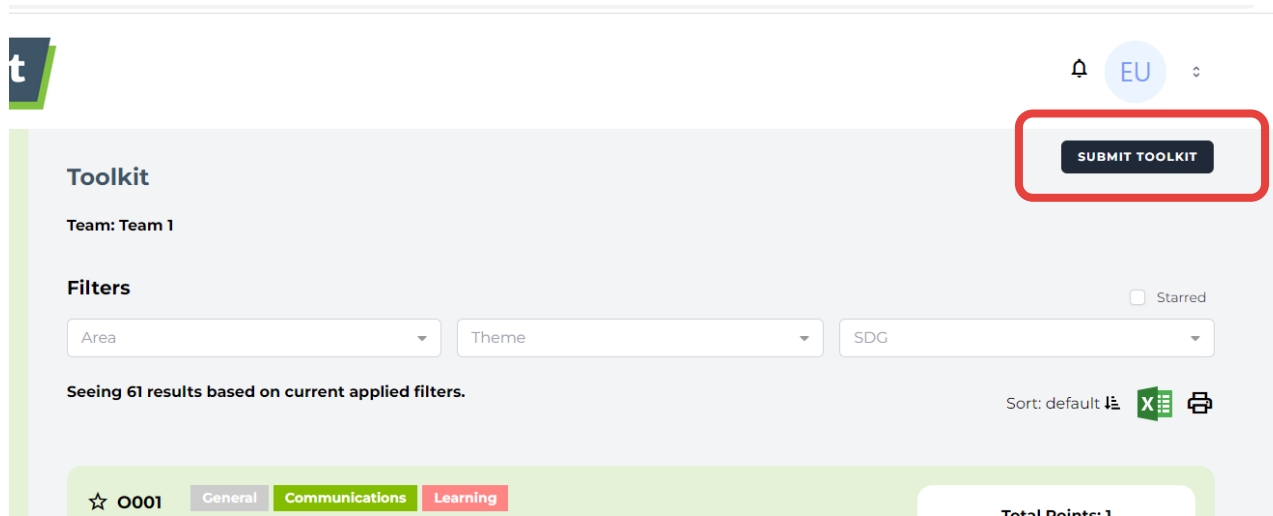 t
EU
SUBMIT TOOLKIT
Toolkit
Team: Team 1
Filters
Starred
Area
Theme
SDG
Seeing 61 results based on current applied filters.
Sort: default
X
O001
General
Communications
Learning
Total Points: 1